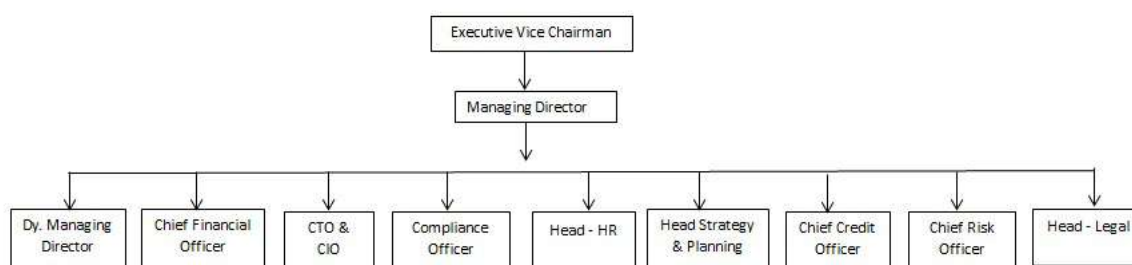 Executive Vice Chairman
Managing Director
Dy. Managing
Director
Chief Financial
Officer
CTO &
CIO
Compliance
Officer
Head - HR
Head Strategy
& Planning
Chief Credit
Officer
Chief Risk
Officer
Head - Legal